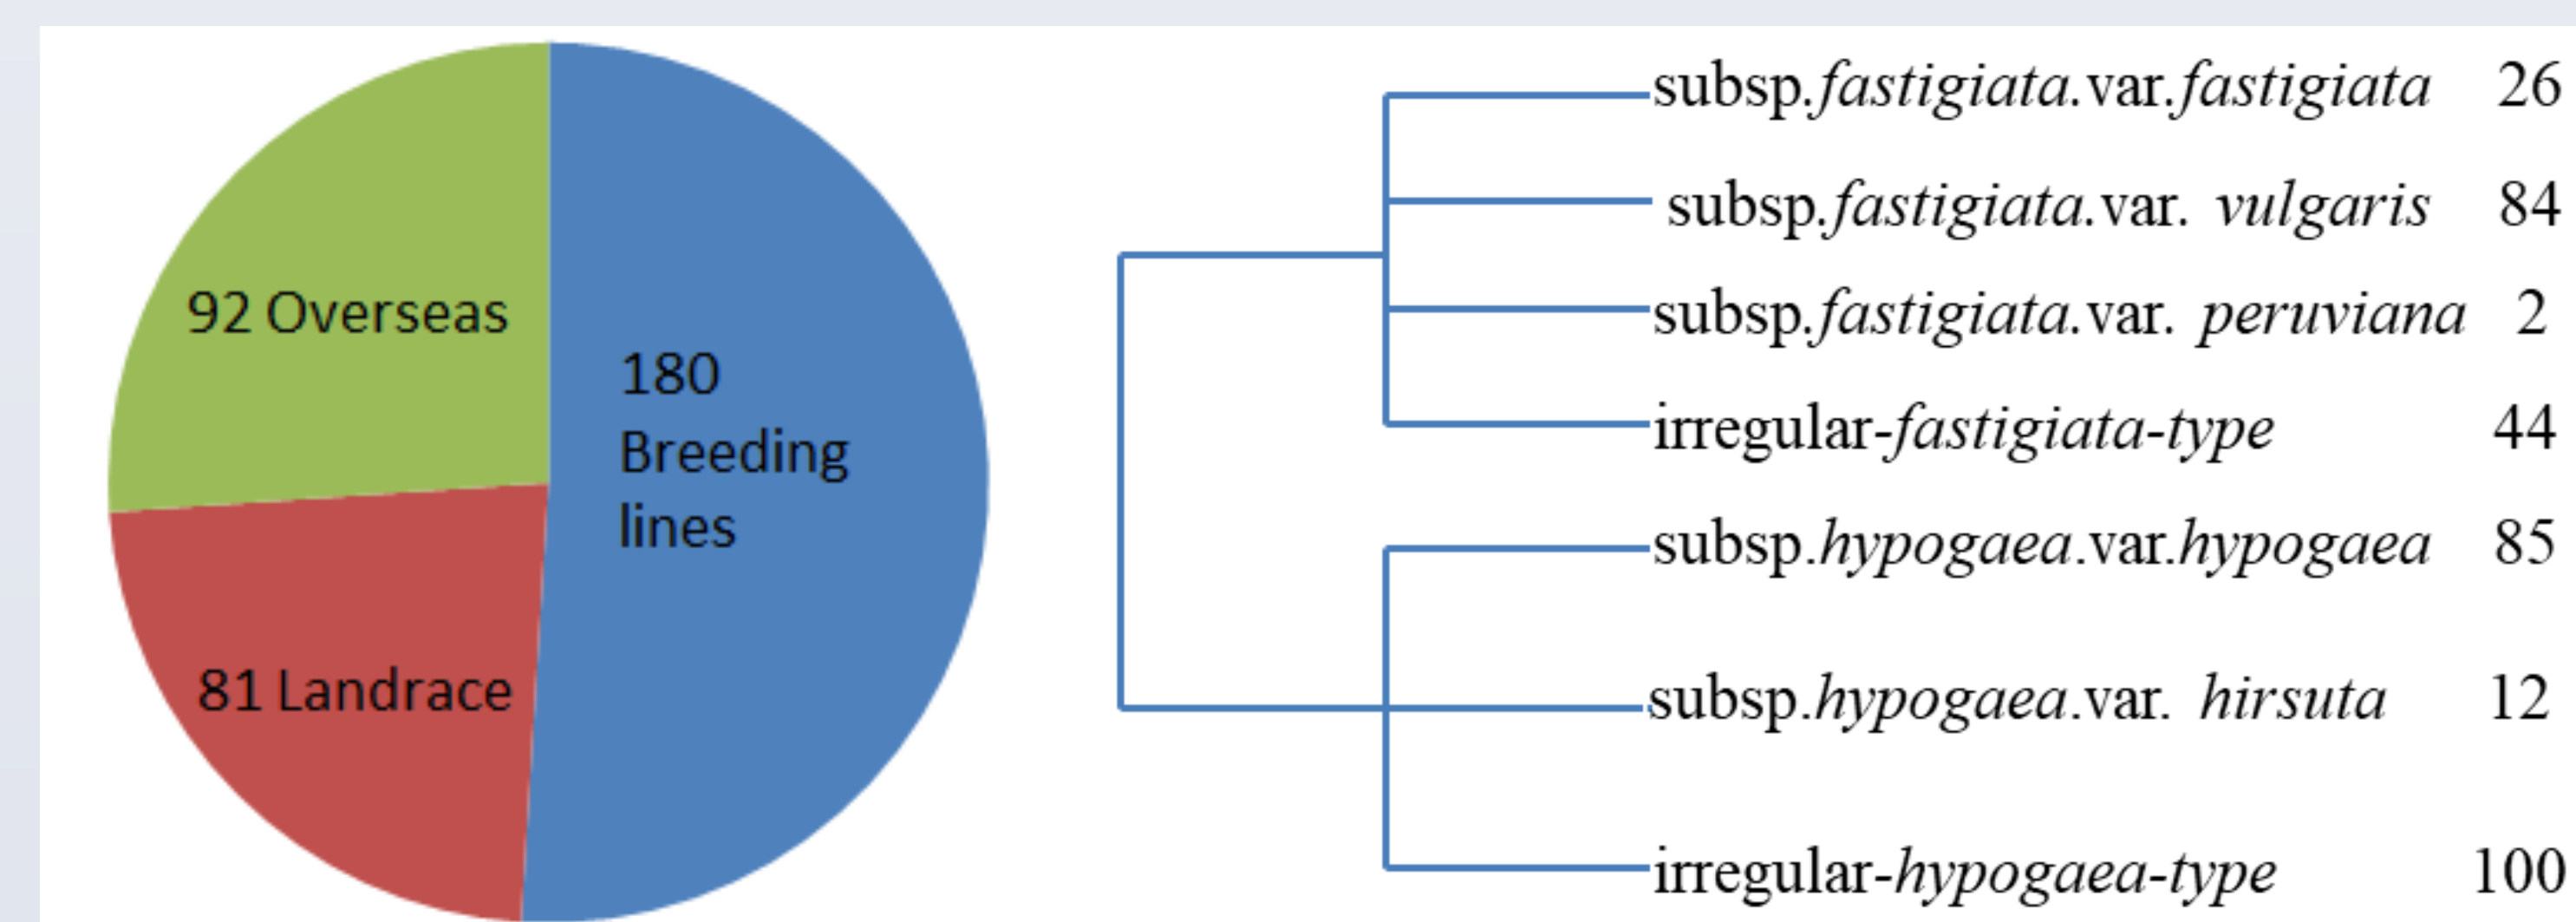 92 Overseas
180
Breeding
lines
81 Landrace
subsp.fastigiata.var.fastigiata 26
subsp.fastigiata.var. vulgaris 84
subsp.fastigiata.var. peruviana 2
irregular-fastigiata-type 44
subsp.hypogaea.var.hypogaea 85
subsp.hypogaea.var. hirsuta 12
irregular-hypogaea-type 100